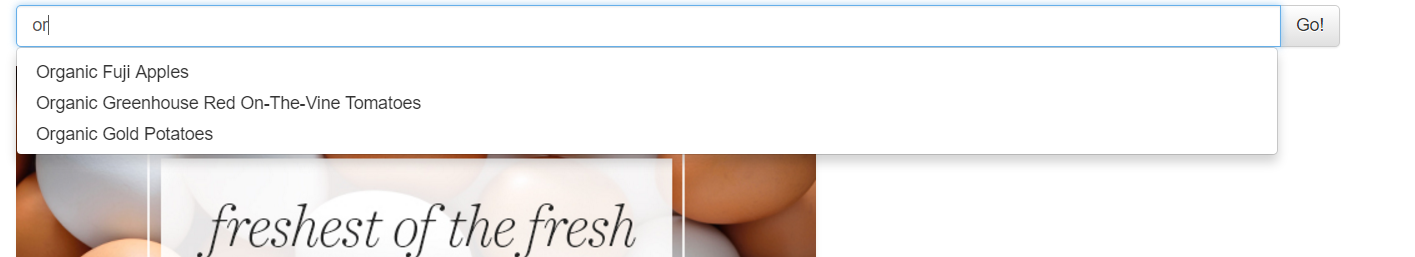 or
Go!
Organic Fuji Apples
Organic Greenhouse Red On-The-Vine Tomatoes
Organic Gold Potatoes
freshest of the fresh